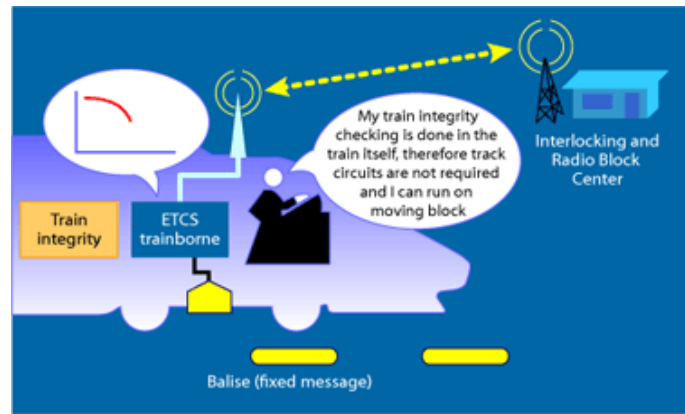 My train integrity
checking is done in the
train itself, therefore track
circuits are not required
and I can run on
moving block
Interlocking and
Radio Block
Center
Train
integrity
ETCS
trainborne
Balise (fixed message)